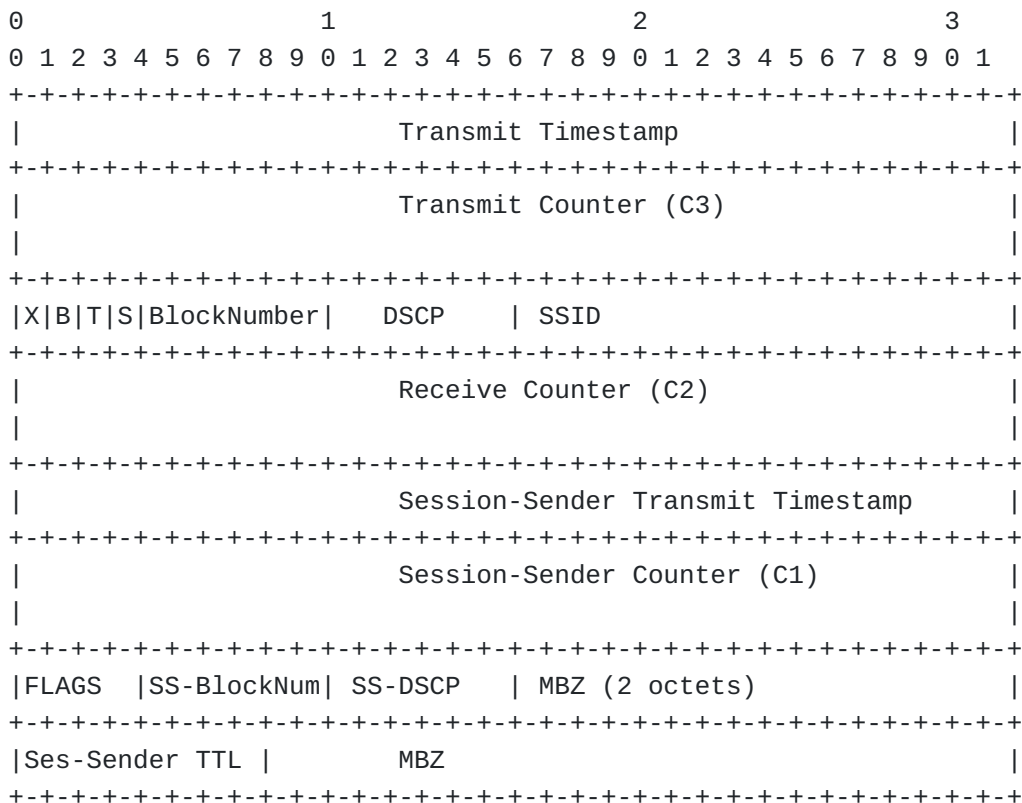 0                   1                   2                   3
0 1 2 3 4 5 6 7 8 9 0 1 2 3 4 5 6 7 8 9 0 1 2 3 4 5 6 7 8 9 0 1
+-+-+-+-+-+-+-+-+-+-+-+-+-+-+-+-+-+-+-+-+-+-+-+-+-+-+-+-+-+-+-+-+
|                        Transmit Timestamp                     |
+-+-+-+-+-+-+-+-+-+-+-+-+-+-+-+-+-+-+-+-+-+-+-+-+-+-+-+-+-+-+-+-+
|                        Transmit Counter (C3)                  |
|                                                               |
+-+-+-+-+-+-+-+-+-+-+-+-+-+-+-+-+-+-+-+-+-+-+-+-+-+-+-+-+-+-+-+-+
|X|B|T|S|BlockNumber|   DSCP    | SSID                          |
+-+-+-+-+-+-+-+-+-+-+-+-+-+-+-+-+-+-+-+-+-+-+-+-+-+-+-+-+-+-+-+-+
|                        Receive Counter (C2)                   |
|                                                               |
+-+-+-+-+-+-+-+-+-+-+-+-+-+-+-+-+-+-+-+-+-+-+-+-+-+-+-+-+-+-+-+-+
|                        Session-Sender Transmit Timestamp      |
+-+-+-+-+-+-+-+-+-+-+-+-+-+-+-+-+-+-+-+-+-+-+-+-+-+-+-+-+-+-+-+-+
|                        Session-Sender Counter (C1)            |
|                                                               |
+-+-+-+-+-+-+-+-+-+-+-+-+-+-+-+-+-+-+-+-+-+-+-+-+-+-+-+-+-+-+-+-+
|FLAGS  |SS-BlockNum| SS-DSCP   | MBZ (2 octets)                |
+-+-+-+-+-+-+-+-+-+-+-+-+-+-+-+-+-+-+-+-+-+-+-+-+-+-+-+-+-+-+-+-+
|Ses-Sender TTL |        MBZ                                    |
+-+-+-+-+-+-+-+-+-+-+-+-+-+-+-+-+-+-+-+-+-+-+-+-+-+-+-+-+-+-+-+-+